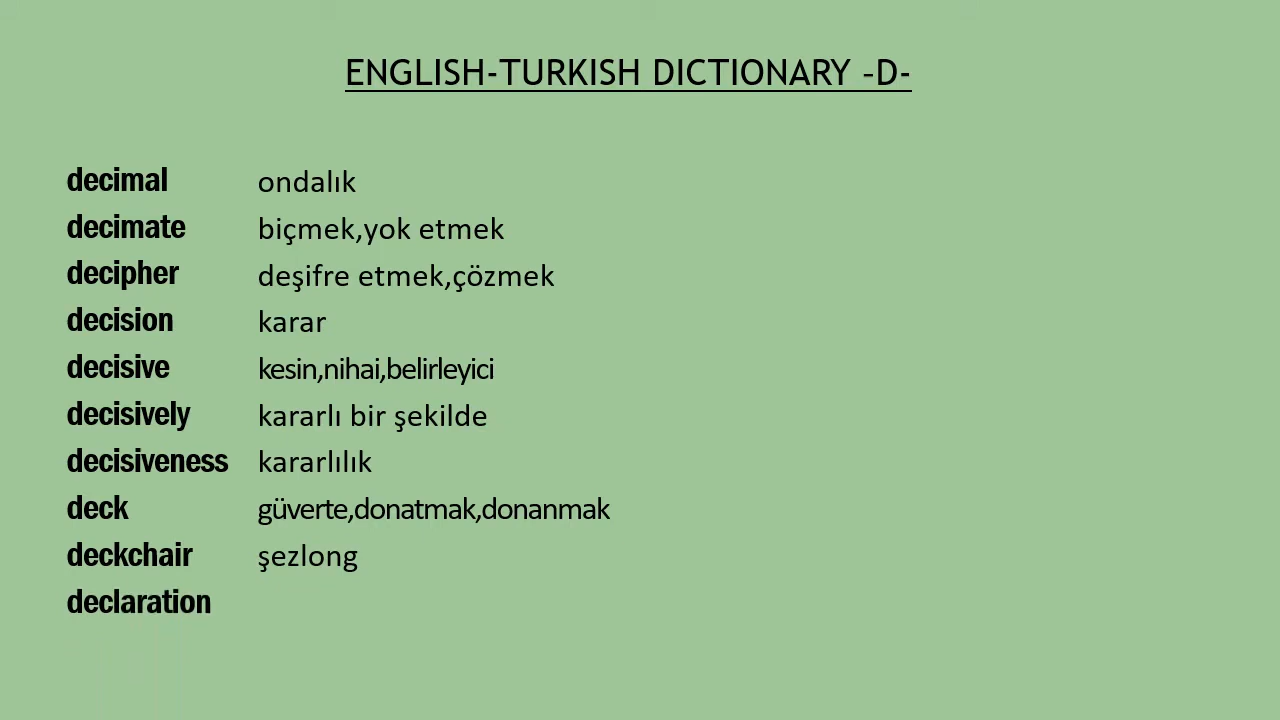 ENGLISH-TURKISH DICTIONARY –D-
decimal ondalık
decimate biçmek,yok etmek
decipher deşifre etmek,çözmek
decision karar
decisive kesin,nihai,belirleyici
decisively kararlı bir şekilde
decisiveness kararlılık
deck güverte,donatmak,donanmak
deckchair şezlong
declaration